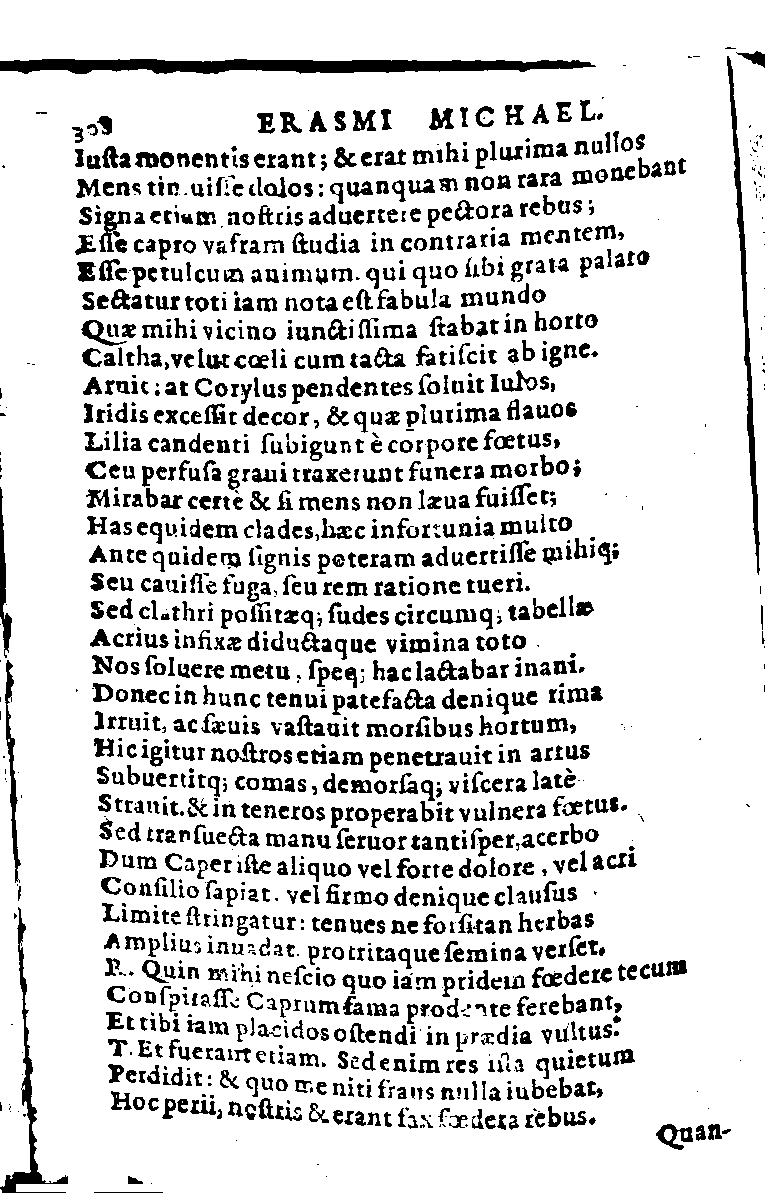 308 ERASMI MICHAEL.
Iusta monentis erant; & erat mihi plurima nullos
Mens tim uisse dolos: quanquam non rara monebant
Signa etium nostris aduertere pectora rebus;
Esse capro vafram studia in contraria mentem,
Esse petulcum animum. qui quo sibi grata palato
Sectatur toti iam nota est fabula mundo
Quæ mihi vicino iunctissima stabat in horto
Caltha, velut cœli cum tacta fatiscit ab igne.
Aruit: at Corylus pendentes soluit Iulos,
Iridis excessit decor, & quæ plurima flauos
Lilia candenti subigunt è corpore fœtus,
Ceu perfusa graui traxerunt funera morbo;
Mirabar certè & si mens non læua fuisset;
Has equidem clades, hæc infortunia multo
Ante quidem signis poteram aduertisse mihiq;
Seu cauisse fuga, seu rem ratione tueri.
Sed clathri possitæq; sudes circumq; tabellæ
Acrius infixæ diductaque vimina toto
Nos soluere metu, speq; hac lactabar inani.
Donec in hunc tenui patefacta denique rima
Irruit, ac sæuis vastauit morsibus hortum,
Hic igitur nostros etiam penetrauit in artus
Subuertitq; comas, demorsaq; viscera latè
Strauit. & in teneros properabit vulnera fœtus.
Sed transuecta manu seruor tantisper, acerbo
Dum Caper iste aliquo vel forte dolore, vel acri
Consilio sapiat. vel firmo denique clausus
Limite stringatur: tenues ne forsitan herbas
Amplius inuadat. protritaque semina verset.
R. Quin mihi nescio quo iam pridem fœdere tecum
Conspirasse Caprum fama prodente ferebant,
Et tibi iam placidos ostendi in prædia vultus.
T. Et fuerant etiam. Sed enim res ista quietum
Perdidit: & quo me niti fraus nulla iubebat,
Hoc perii, nostris & erant fax fœdera rebus.
Quan-